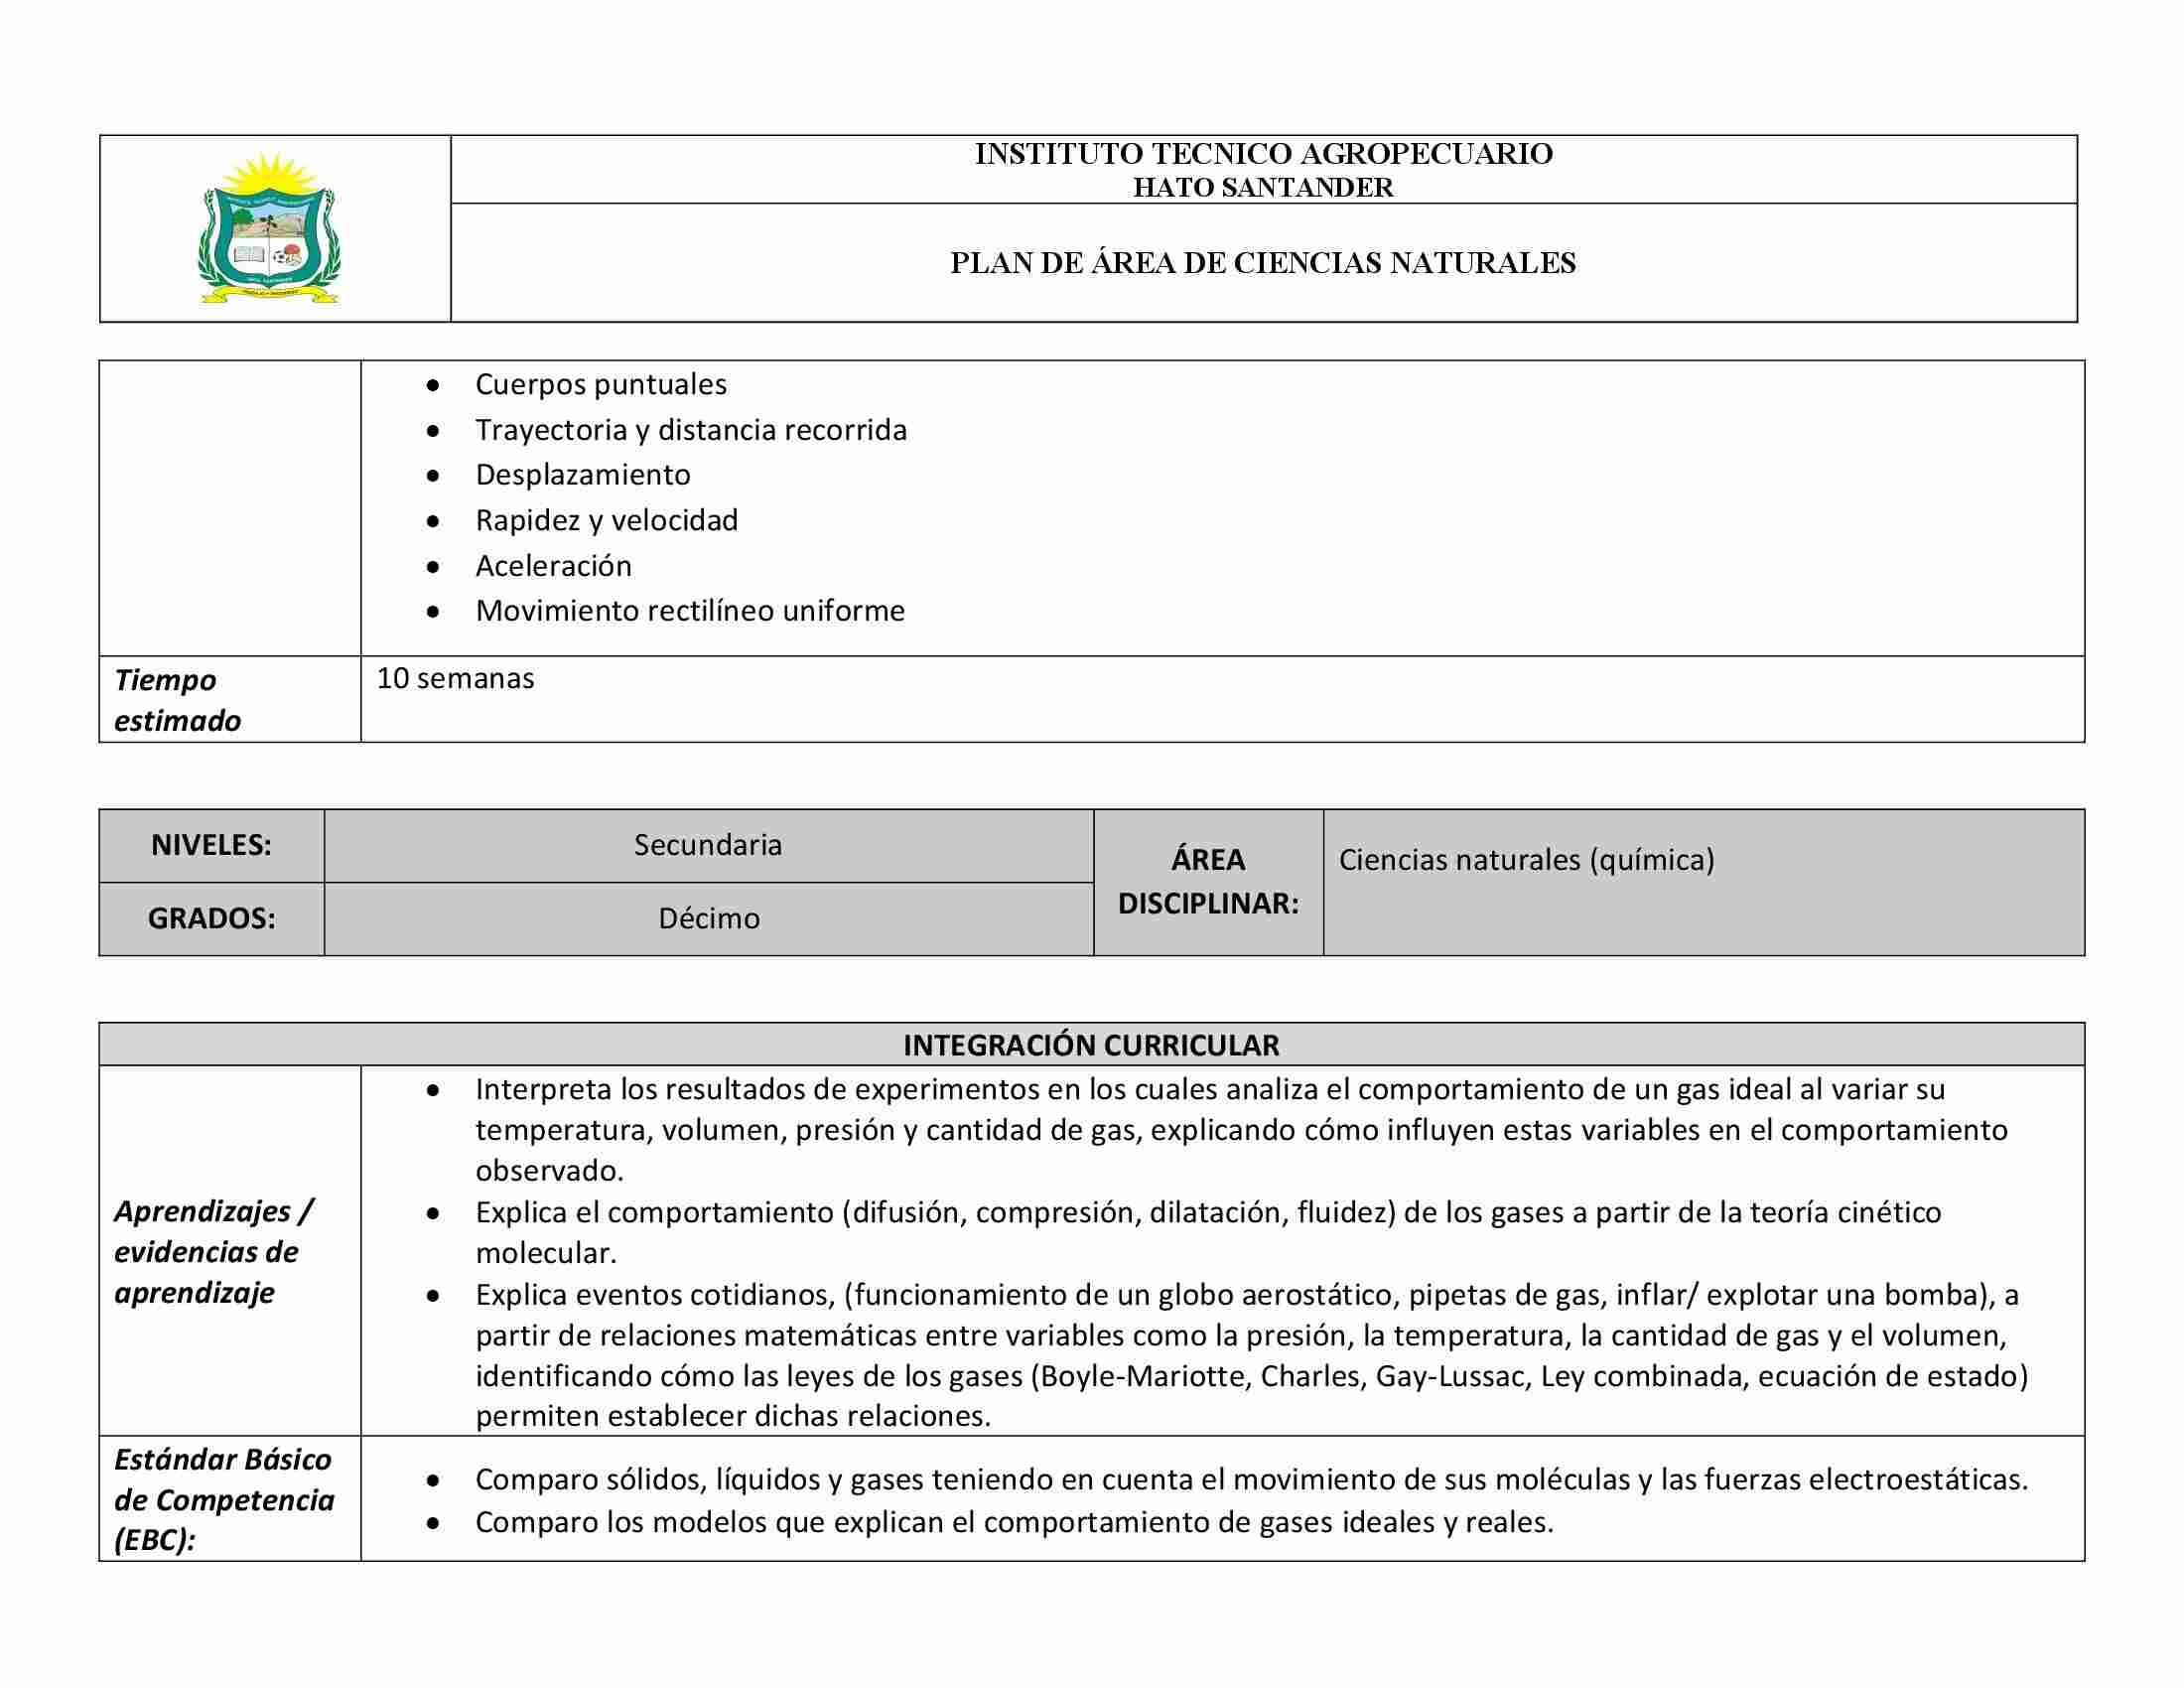 INSTITUTO TECNICO AGROPECUARIO
HATO SANTANDER
PLAN DE ÁREA DE CIENCIAS NATURALES
• Cuerpos puntuales
• Trayectoria y distancia recorrida
• Desplazamiento
• Rapidez y velocidad
• Aceleración
• Movimiento rectilíneo uniforme
Tiempo
estimado
10 semanas
NIVELES:
Secundaria
GRADOS:
Décimo
ÁREA
DISCIPLINAR:
Ciencias naturales (química)
INTEGRACIÓN CURRICULAR
Aprendizajes /
evidencias de
aprendizaje
• Interpreta los resultados de experimentos en los cuales analiza el comportamiento de un gas ideal al variar su
temperatura, volumen, presión y cantidad de gas, explicando cómo influyen estas variables en el comportamiento
observado.
• Explica el comportamiento (difusión, compresión, dilatación, fluidez) de los gases a partir de la teoría cinético
molecular.
• Explica eventos cotidianos, (funcionamiento de un globo aerostático, pipetas de gas, inflar/ explotar una bomba), a
partir de relaciones matemáticas entre variables como la presión, la temperatura, la cantidad de gas y el volumen,
identificando cómo las leyes de los gases (Boyle-Mariotte, Charles, Gay-Lussac, Ley combinada, ecuación de estado)
permiten establecer dichas relaciones.
Estándar Básico
de Competencia
(EBC):
• Comparo sólidos, líquidos y gases teniendo en cuenta el movimiento de sus moléculas y las fuerzas electroestáticas.
• Comparo los modelos que explican el comportamiento de gases ideales y reales.